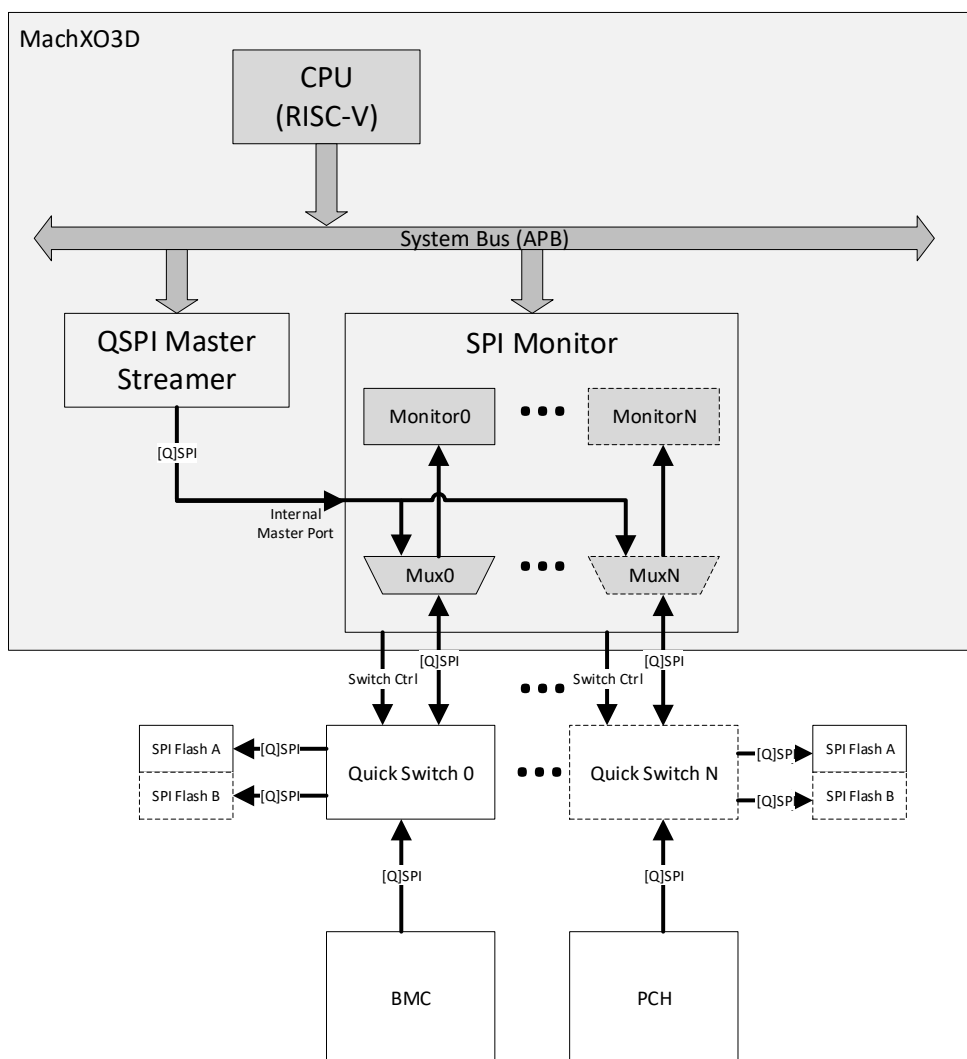 MachXO3D
CPU
(RISC-V)
System Bus (APB)
QSPI Master
Streamer
SPI Monitor
Monitor0
MonitorN
[Q]SPI
Internal
Master Port
Mux0
MuxN
Switch Ctrl
[Q]SPI
Switch Ctrl
[Q]SPI
SPI Flash A
[Q]SPI
SPI Flash B
[Q]SPI
Quick Switch 0
Quick Switch N
[Q]SPI
SPI Flash A
[Q]SPI
SPI Flash B
[Q]SPI
[Q]SPI
BMC
PCH